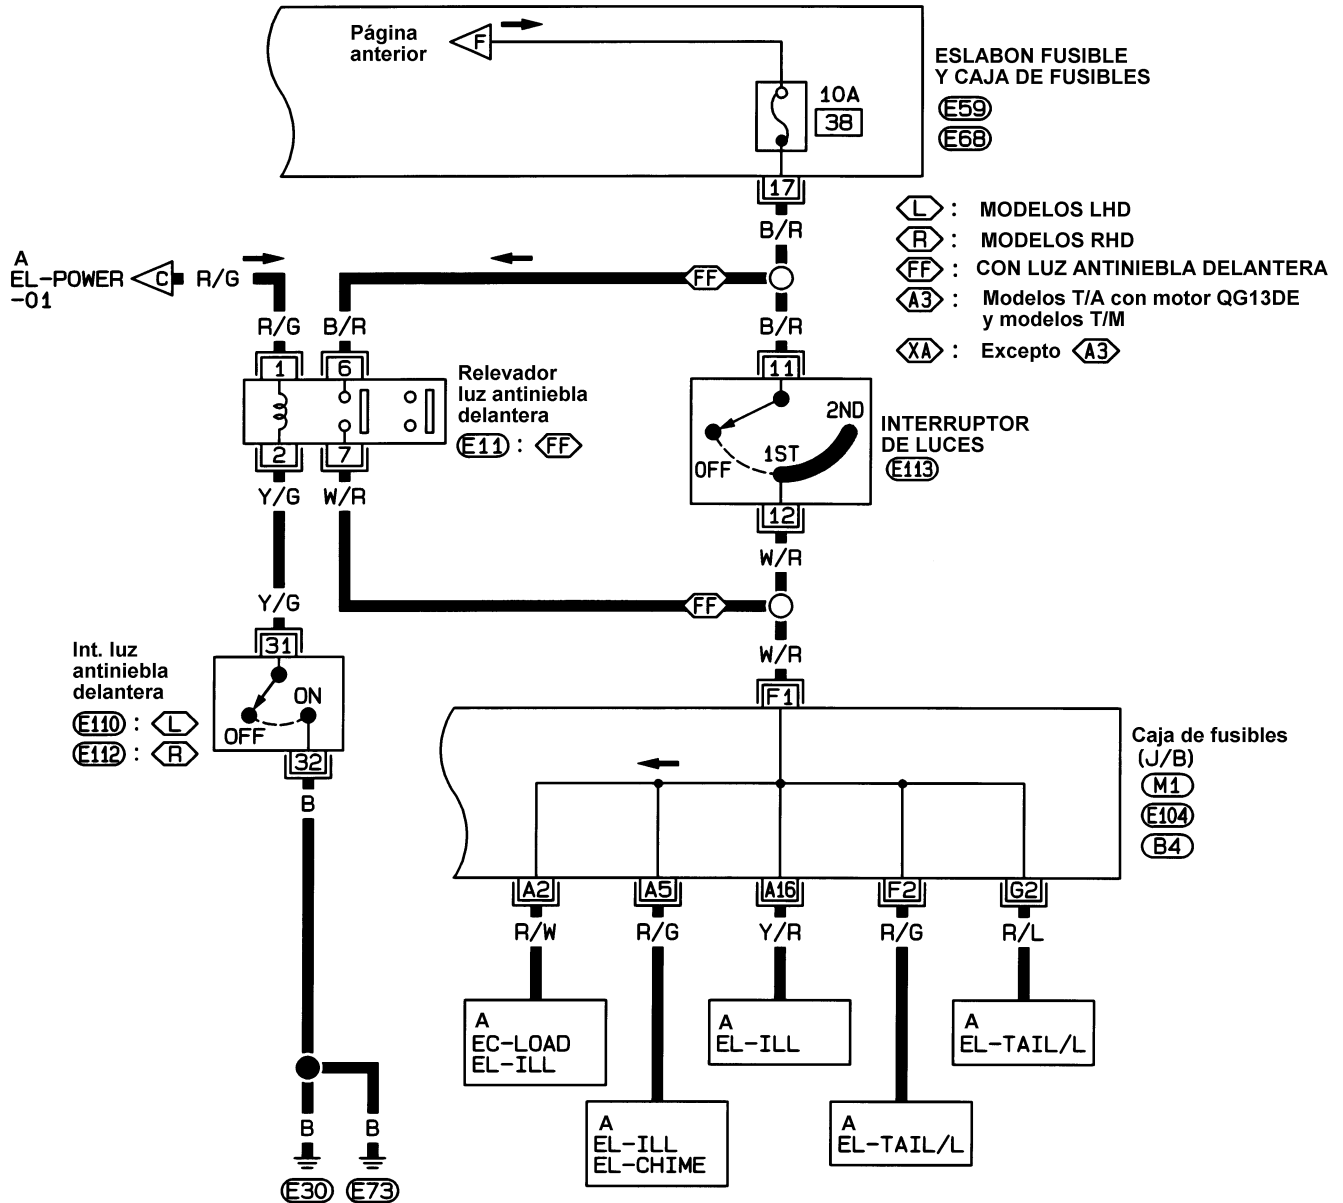 Página
anterior
F
10A
38
ESLABON FUSIBLE
Y CAJA DE FUSIBLES
E59
E68
17
B/R
L : MODELOS LHD
R : MODELOS RHD
FF : CON LUZ ANTINIEBLA DELANTERA
A3 : Modelos T/A con motor QG13DE
y modelos T/M
XA : Excepto A3
A
EL-POWER
-01
C
R/G
FF
R/G
B/R
B/R
1
6
11
Relevador
luz antiniebla
delantera
E11 : FF
2
7
2ND
1ST
OFF
INTERRUPTOR
DE LUCES
E113
12
Y/G
W/R
W/R
Y/G
FF
W/R
31
Int. luz
antiniebla
delantera
E110 : L
E112 : R
ON
OFF
32
B
F1
Caja de fusibles
(J/B)
M1
E104
B4
A2
A5
A16
F2
G2
R/W
R/G
Y/R
R/G
R/L
A
EC-LOAD
EL-ILL
A
EL-ILL
A
EL-TAIL/L
A
EL-ILL
EL-CHIME
A
EL-TAIL/L
B
B
E30
E73